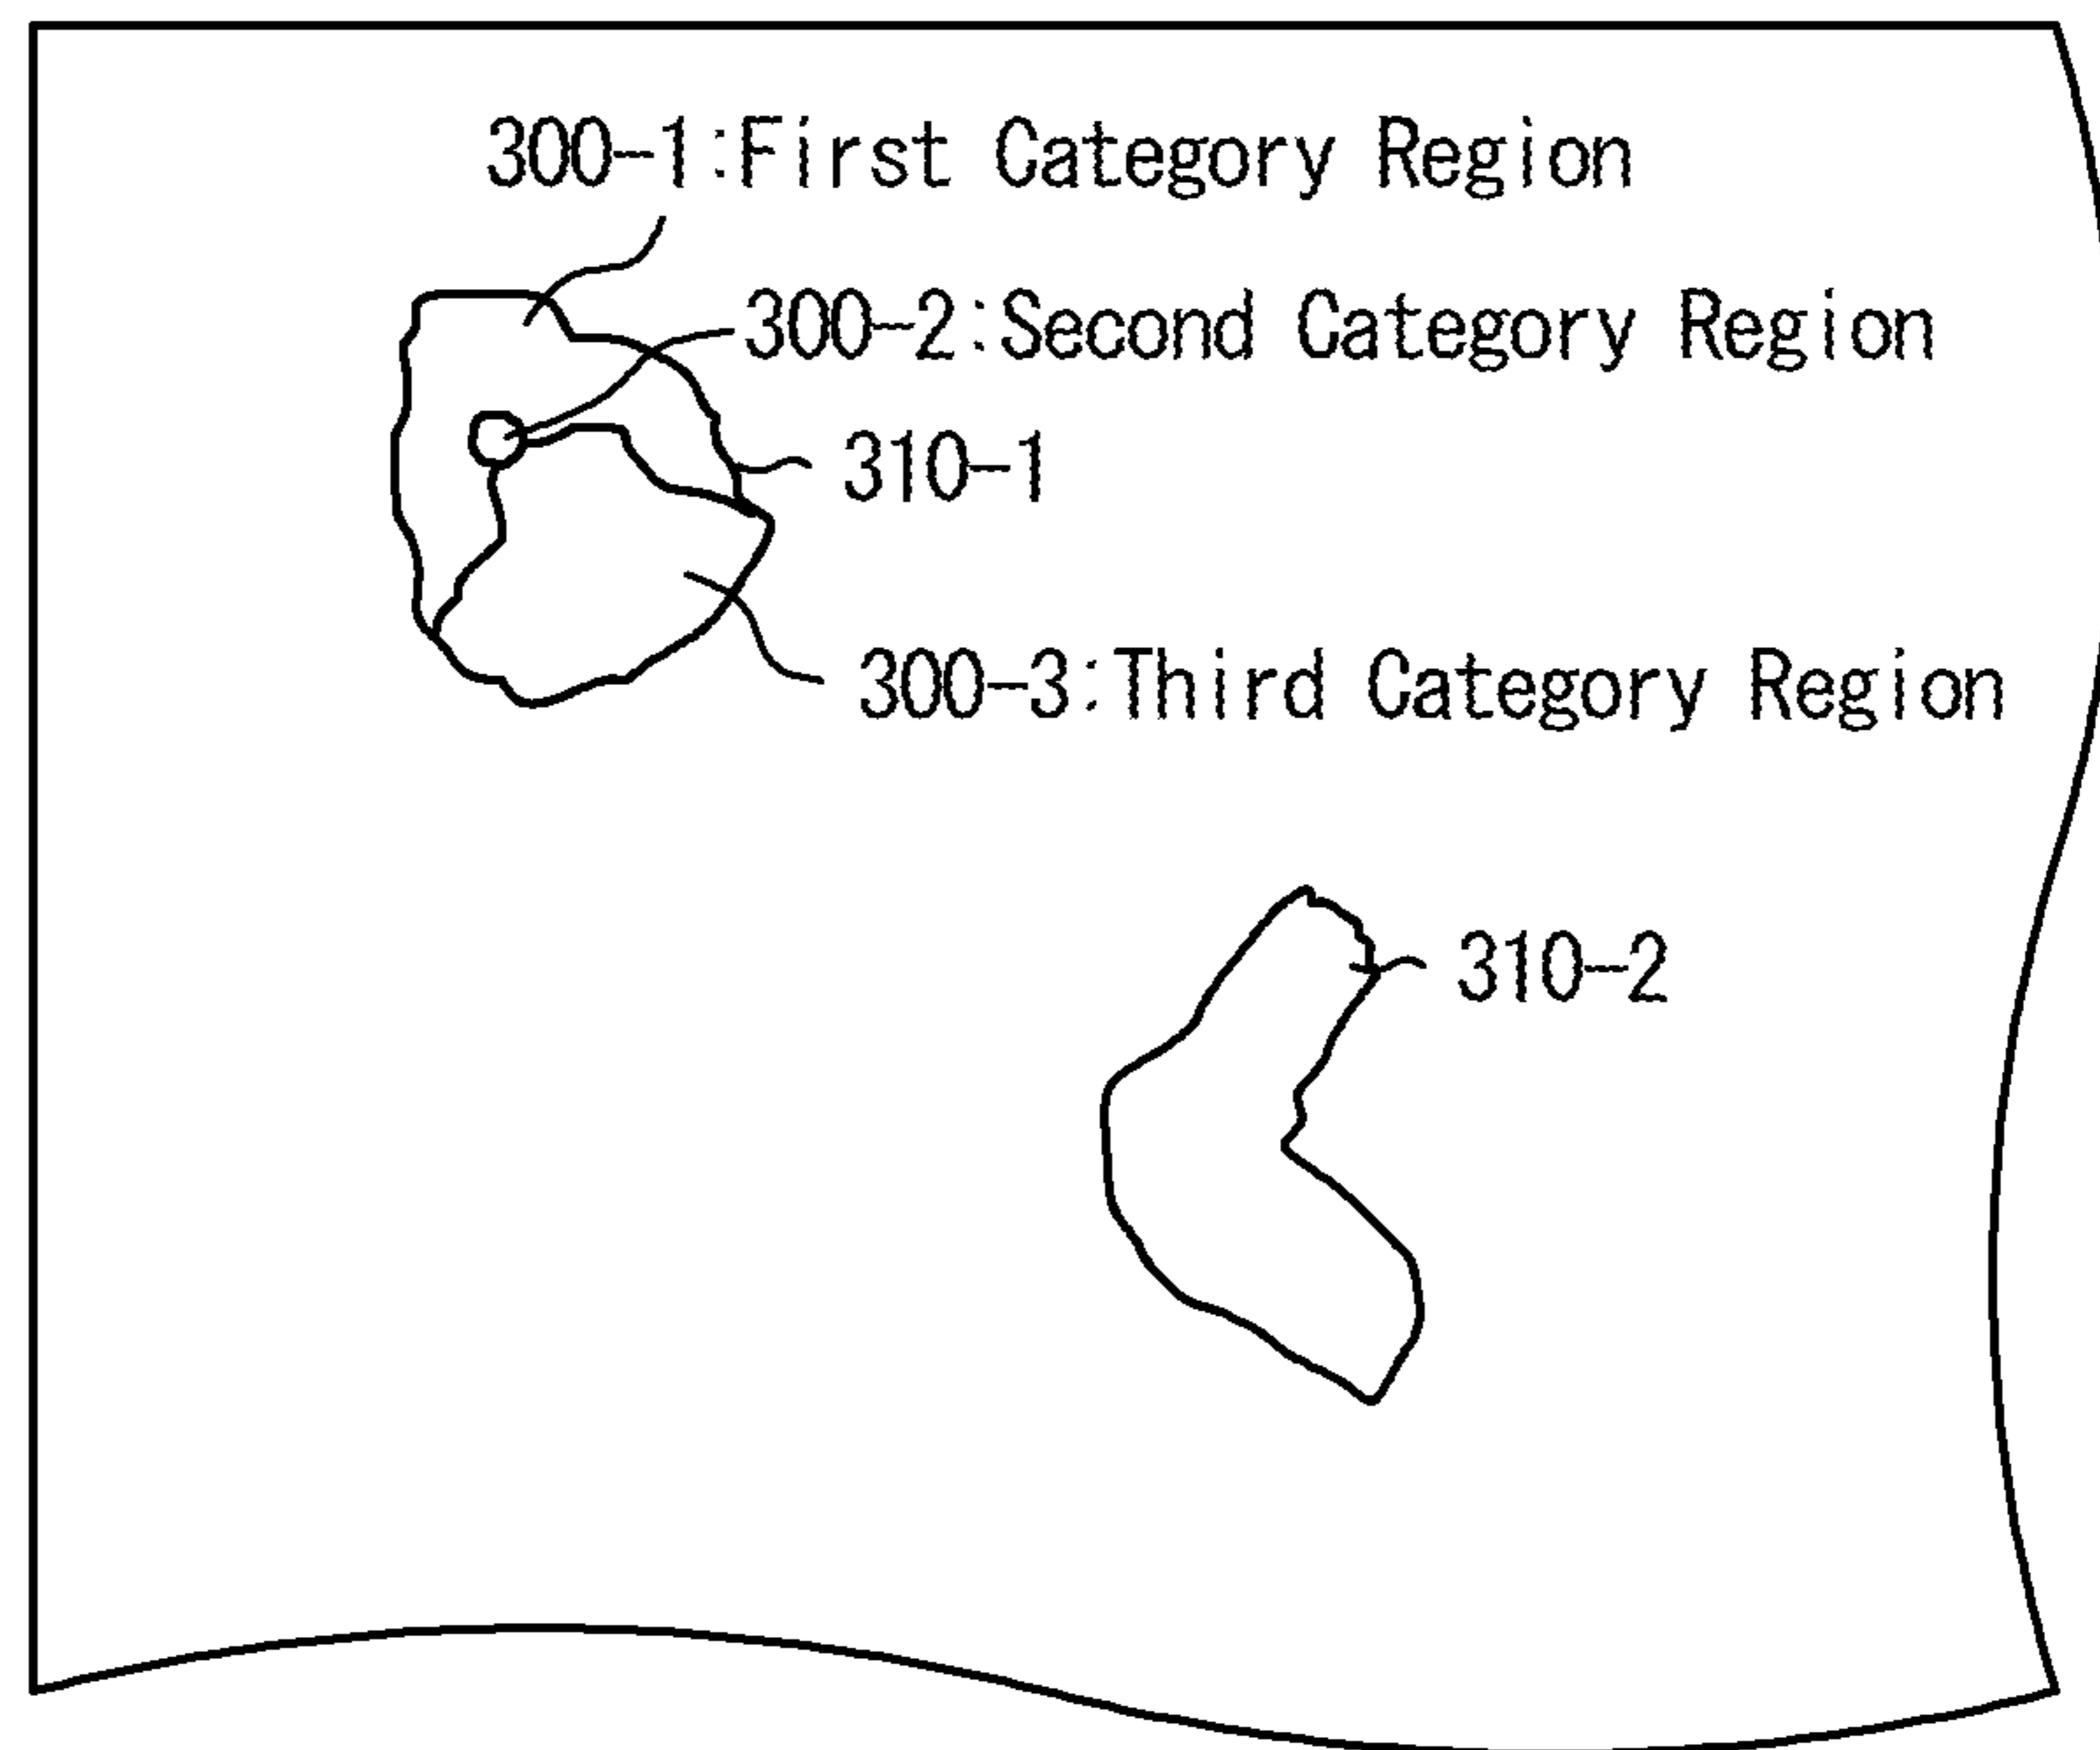 300-1:First Category Region
300-2:Second Category Region
310-1
300-3:Third Category Region
310-2